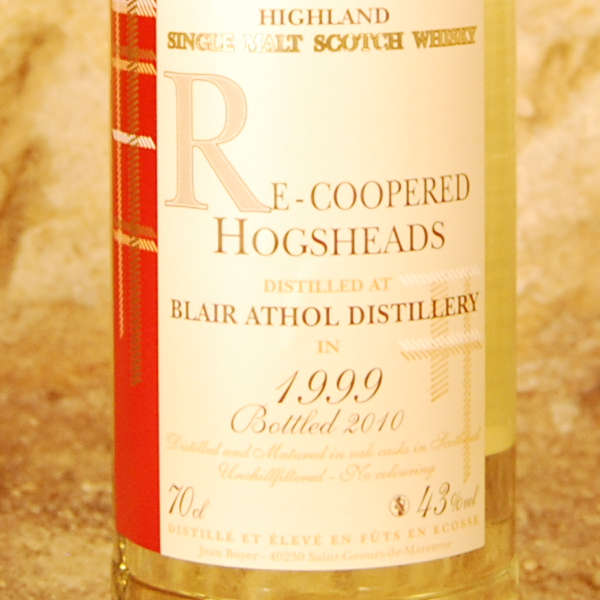 HIGHLAND
SINGLE MALT SCOTCH WHISKY
RE-COOPERED
HOGSHEADS
DISTILLED AT
BLAIR ATHOL DISTILLERY
IN
1999
Bottled 2010
Distilled and Matured in oak casks in Scotland
Unchillfiltered - No colouring
70cl 43%vol
DISTILLÉ ET ÉLEVÉ EN FÛTS EN ECOSSE
Jean Boyer -